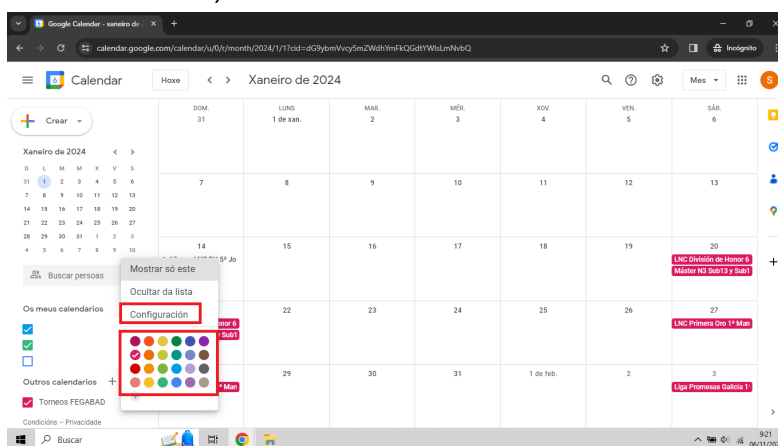 Google Calendar - xaneiro de 2
calendar.google.com/calendar/u/0/r/month/2024/1/1?cid=dG9ybmVvcy5mZWdhYmFkQGdtYWlsLmNvbQ
Incógnito
Calendar
Hoxe
Xaneiro de 2024
Mes
S
Crear
DOM. LUNS MAR. MÉR. XOV. VEN. SÁB.
31 1 de xan. 2 3 4 5 6
Xaneiro de 2024
D L M M X V S
31 1 2 3 4 5 6
7 8 9 10 11 12 13
14 15 16 17 18 19 20
21 22 23 24 25 26 27
28 29 30 31 1 2 3
4 5 6 7 8 9 10
7 8 9 10 11 12 13
14 15 16 17 18 19 20
5ª Jo
LNC División de Honor 6
Máster N3 Sub13 y Sub1
Buscar persoas
Mostrar só este
Ocultar da lista
Configuración
Os meus calendarios
22 23 24 25 26 27
onor 6
y Sub1
LNC Primera Oro 1ª Man
29 30 31 1 de feb. 2 3
ª Man
Liga Promesas Galicia 1
Outros calendarios
Torneos FEGABAD
Condicións – Privacidade
Buscar
9:21